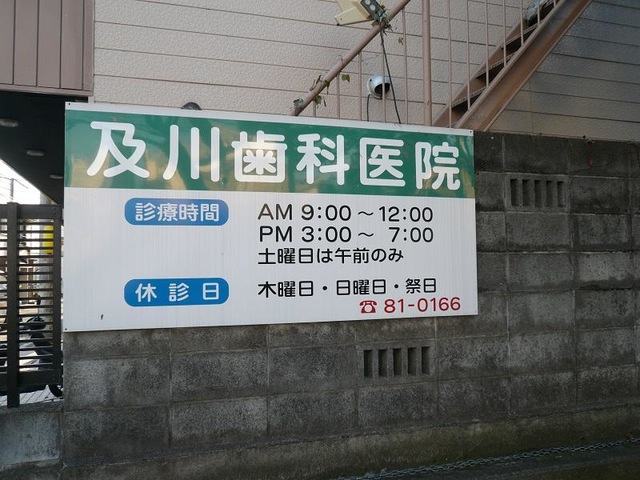 及川歯科医院
診療時間 AM 9:00～12:00
PM 3:00～ 7:00
土曜日は午前のみ
休診日 木曜日・日曜日・祭日
☎ 81-0166